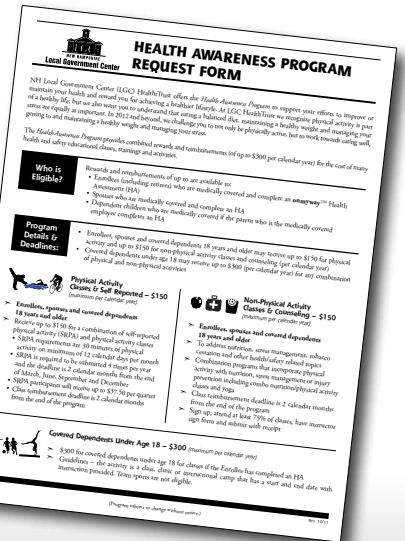 NEW HAMPSHIRE
Local Government Center
HEALTH AWARENESS PROGRAM
REQUEST FORM
NH Local Government Center (LGC) HealthTrust offers the Health Awareness Program to support your efforts to improve or
maintain your health and reward you for achieving a healthier lifestyle. At LGC HealthTrust we recognize physical activity is part
of a healthy life; but we also want you to understand that eating a balanced diet, maintaining a healthy weight and managing your
stress are equally as important. In 2012 and beyond, we challenge you to not only be physically active, but to work towards eating well,
getting to and maintaining a healthy weight and managing your stress.
The Health Awareness Program provides combined rewards and reimbursements (of up to $300 per calendar year) for the cost of many
health and safety educational classes, trainings and activities.
Who is
Eligible?
Rewards and reimbursements of up to are available to:
• Enrollees (including retirees) who are medically covered and complete an onmyway™ Health
Assessment (HA)
• Spouses who are medically covered and complete an HA
• Dependent children who are medically covered if the parent who is the medically covered
employee completes an HA
Program
Details &
Deadlines:
• Enrollees, spouses and covered dependents 18 years and older may receive up to $150 for physical
activity and up to $150 for non-physical activity classes and counseling (per calendar year)
• Covered dependents under age 18 may receive up to $300 (per calendar year) for any combination
of physical and non-physical activities
Physical Activity
Classes & Self Reported – $150
(maximum per calendar year)
➢ Enrollees, spouses and covered dependents
18 years and older
➢ Receive up to $150 for a combination of self-reported
physical activity (SRPA) and physical activity classes
• SRPA requirements are 30 minutes of physical
activity on minimum of 12 calendar days per month
• SRPA is required to be submitted 4 times per year
and the deadline is 2 calendar months from the end
of March, June, September and December
• SRPA participants will receive up to $37.50 per quarter
• Class reimbursement deadline is 2 calendar months
from the end of the program
Non-Physical Activity
Classes & Counseling – $150
(maximum per calendar year)
➢ Enrollees, spouses and covered dependents
18 years and older
➢ To address nutrition, stress management, tobacco
cessation and other health/safety related topics
➢ Combination programs that incorporate physical
activity with nutrition, stress management or injury
prevention including combo nutrition/physical activity
classes and yoga
➢ Class reimbursement deadline is 2 calendar months
from the end of the program
➢ Sign up, attend at least 75% of classes, have instructor
sign form and submit with receipt
Covered Dependents Under Age 18 – $300 (maximum per calendar year)
➢ $300 for covered dependents under age 18 for classes if the Enrollee has completed an HA
➢ Guidelines – the activity is a class, clinic or instructional camp that has a start and end date with
instruction provided. Team sports are not eligible.
(Program subject to change without notice.)
Rev. 10/11